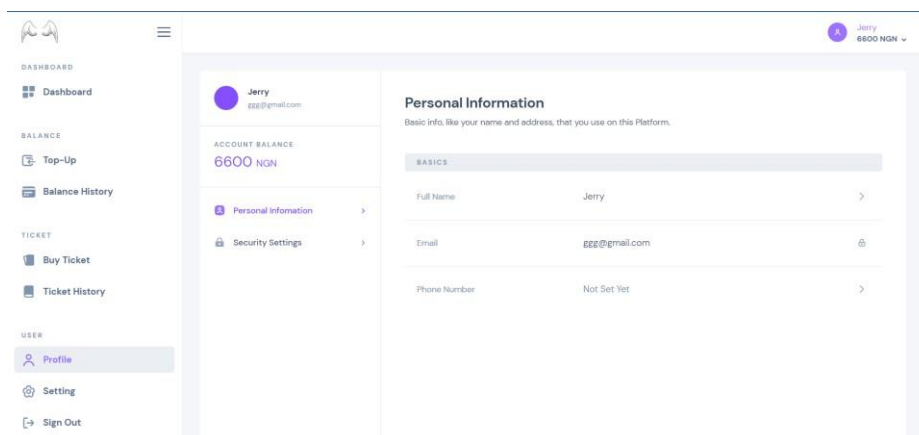 Jerry
6600 NGN
DASHBOARD
Dashboard
BALANCE
Top-Up
Balance History
TICKET
Buy Ticket
Ticket History
USER
Profile
Setting
Sign Out
Jerry
ggg@gmail.com
ACCOUNT BALANCE
6600 NGN
Personal Infomation
Security Settings
Personal Information
Basic info, like your name and address, that you use on this Platform.
BASICS
Full Name Jerry
Email ggg@gmail.com
Phone Number Not Set Yet